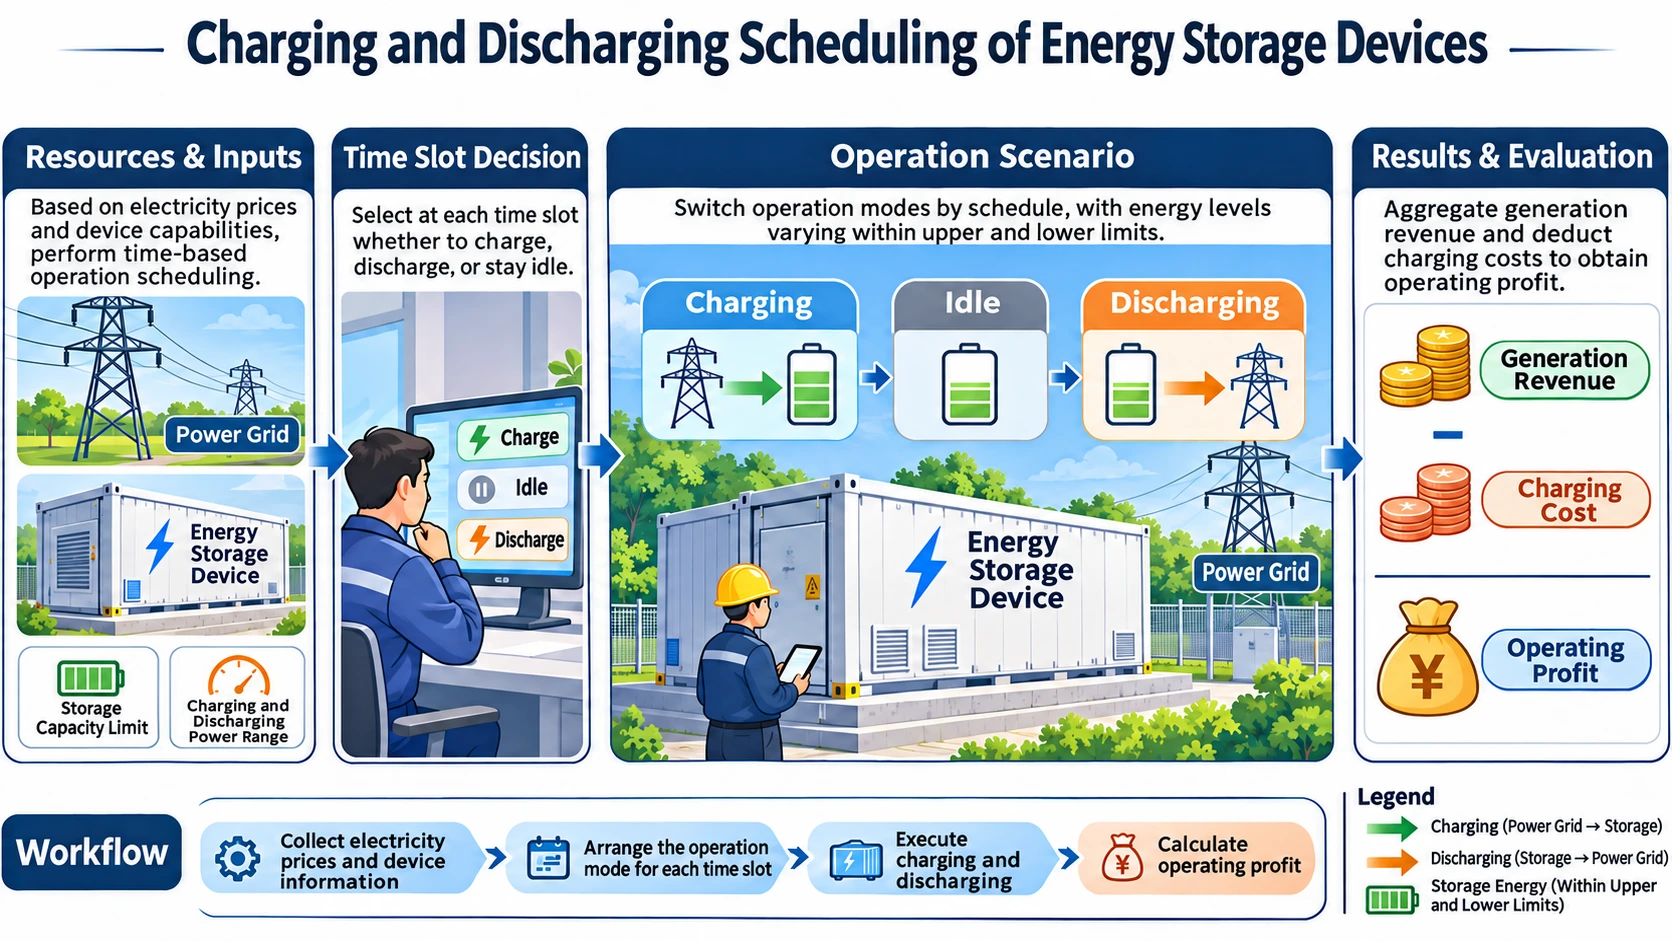 Charging and Discharging Scheduling of Energy Storage Devices
Resources & Inputs
Based on electricity prices
and device capabilities,
perform time-based
operation scheduling.
Power Grid
Energy
Storage
Device
Storage
Capacity Limit
Charging and
Discharging
Power Range
Time Slot Decision
Select at each time slot
whether to charge,
discharge, or stay idle.
Charge
Idle
Discharge
Operation Scenario
Switch operation modes by schedule, with energy levels
varying within upper and lower limits.
Charging
Idle
Discharging
Energy
Storage
Device
Power Grid
Results & Evaluation
Aggregate generation
revenue and deduct
charging costs to obtain
operating profit.
Generation
Revenue
Charging
Cost
¥
Operating
Profit
Workflow
Collect electricity
prices and device
information
Arrange the operation
mode for each time slot
Execute
charging and
discharging
¥
Calculate
operating profit
Legend
Charging (Power Grid → Storage)
Discharging (Storage → Power Grid)
Storage Energy (Within Upper
and Lower Limits)